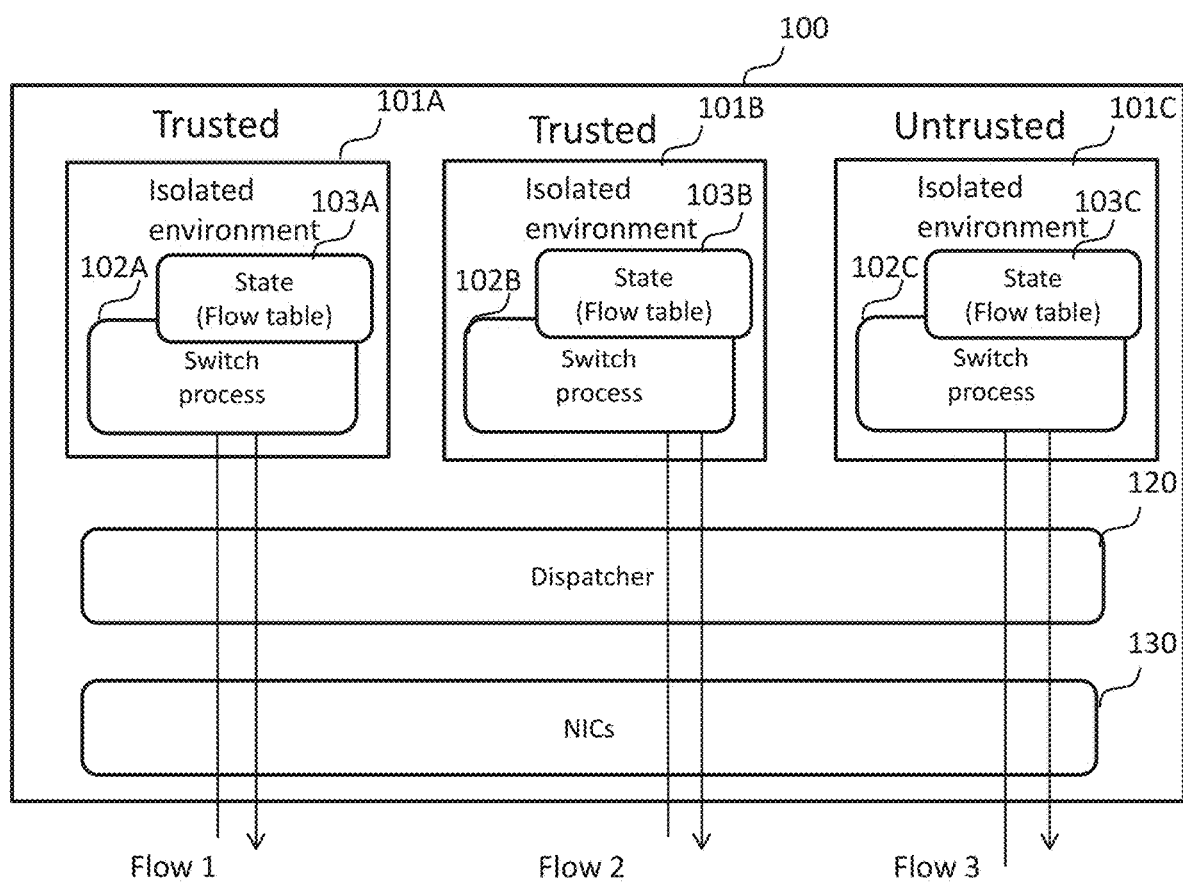 100
Trusted
101A
Trusted
101B
Untrusted
101C
Isolated
environment
103A
Isolated
environment
103B
Isolated
environment
103C
102A
State
(Flow table)
102B
State
(Flow table)
102C
State
(Flow table)
Switch
process
Switch
process
Switch
process
120
Dispatcher
130
NICs
Flow 1
Flow 2
Flow 3